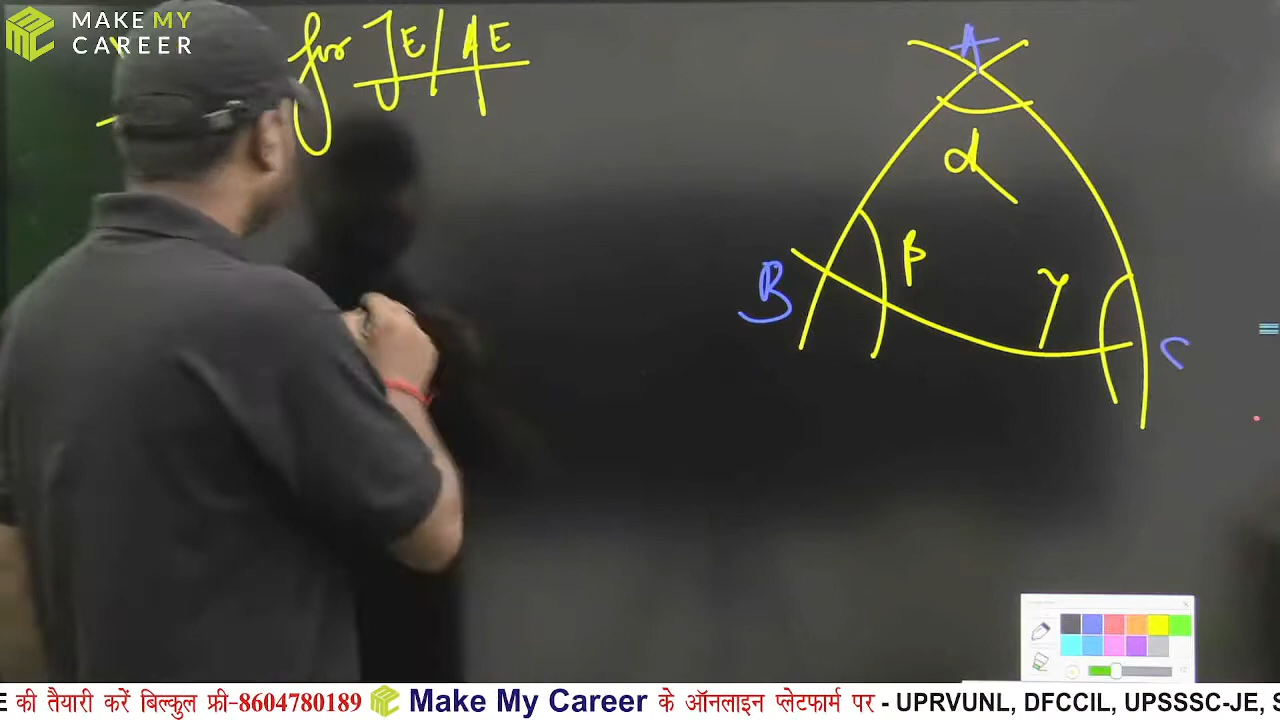 MAKE MY
CAREER
for JE/AE
A
α
B
β
γ
C
E की तैयारी करें बिल्कुल फ्री-8604780189 Make My Career के ऑनलाइन प्लेटफार्म पर - UPRVUNL, DFCCIL, UPSSSC-JE, S